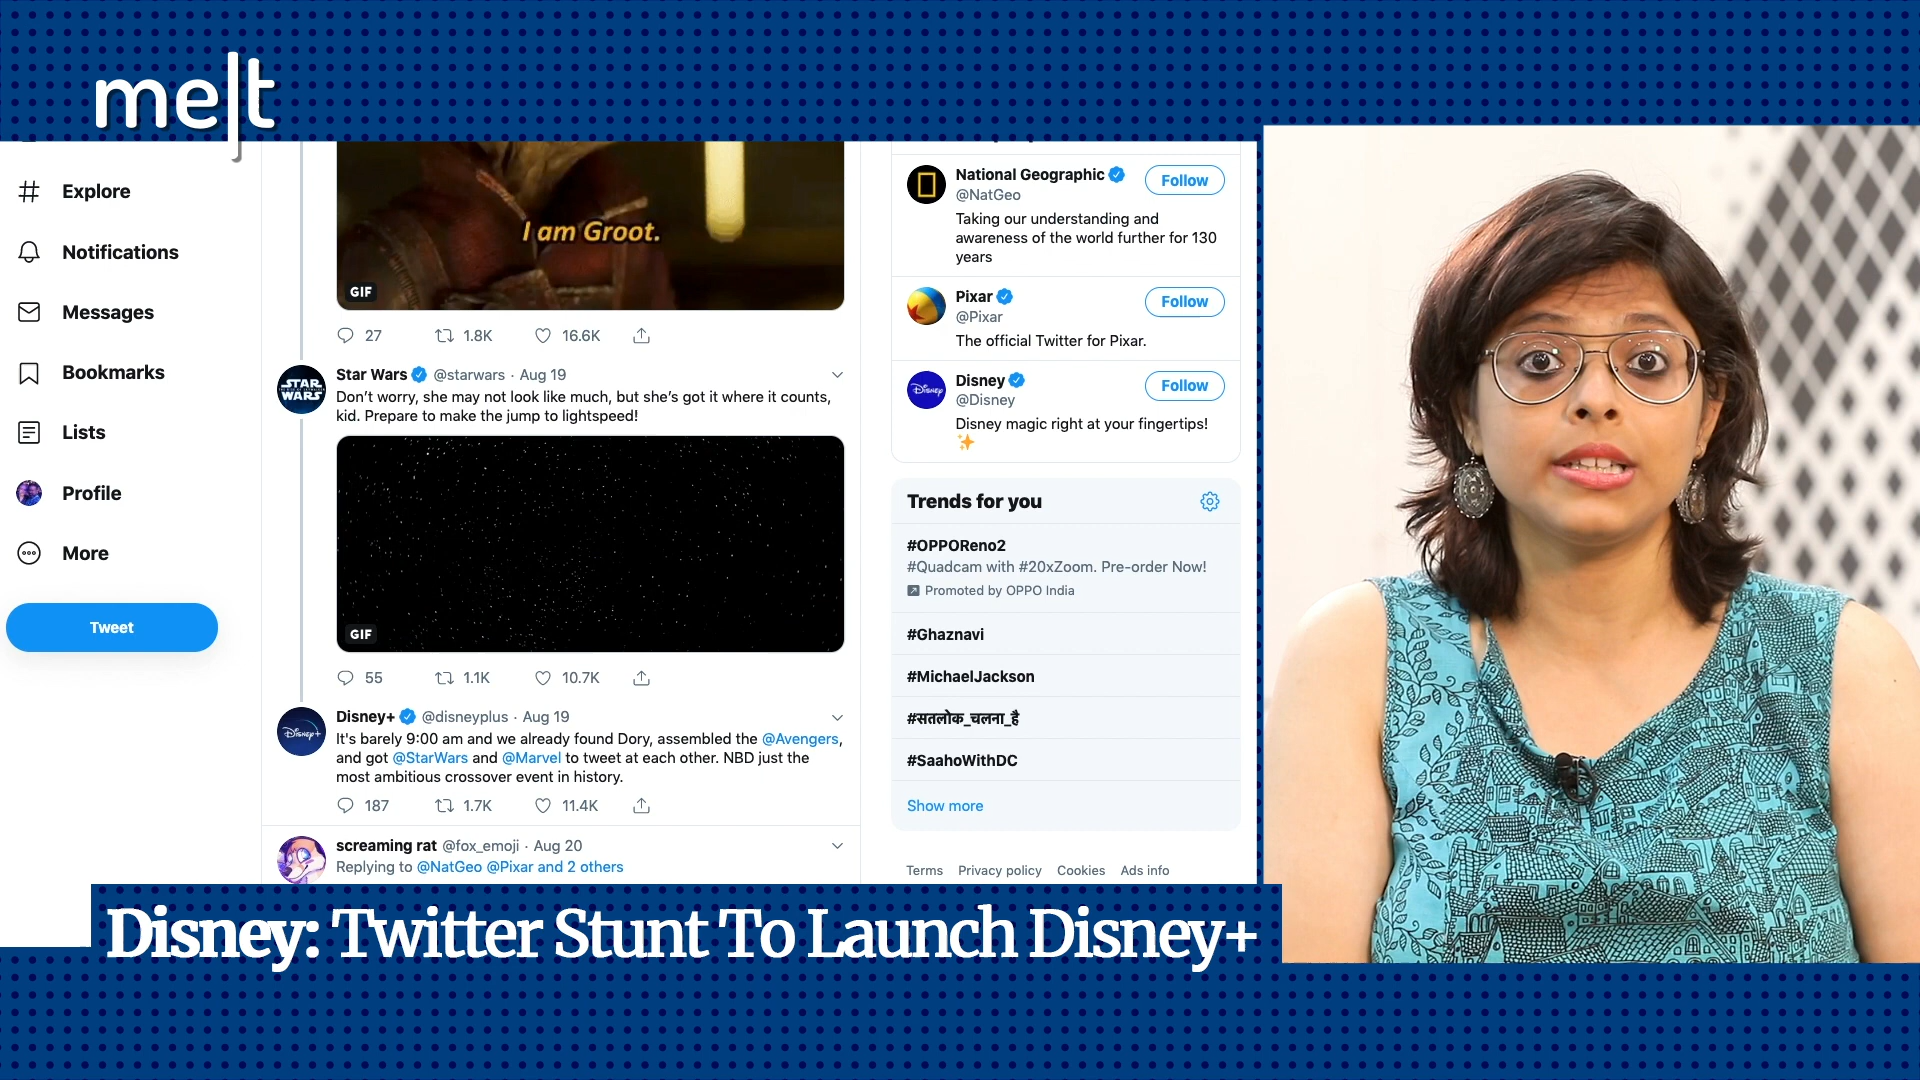 melt
Explore
Notifications
Messages
Bookmarks
Lists
Profile
More
Tweet
I am Groot.
GIF
27 1.8K 16.6K
Star Wars @starwars · Aug 19
Don't worry, she may not look like much, but she's got it where it counts,
kid. Prepare to make the jump to lightspeed!
STAR WARS
GIF
55 1.1K 10.7K
Disney+ @disneyplus · Aug 19
It's barely 9:00 am and we already found Dory, assembled the @Avengers,
and got @StarWars and @Marvel to tweet at each other. NBD just the
most ambitious crossover event in history.
Disney+
187 1.7K 11.4K
screaming rat @fox_emoji · Aug 20
Replying to @NatGeo @Pixar and 2 others
National Geographic
@NatGeo
Follow
Taking our understanding and
awareness of the world further for 130
years
Pixar
@Pixar
Follow
The official Twitter for Pixar.
Disney
Disney
@Disney
Follow
Disney magic right at your fingertips!
✨
Trends for you
#OPPOReno2
#Quadcam with #20xZoom. Pre-order Now!
Promoted by OPPO India
#Ghaznavi
#MichaelJackson
#सतलोक_चलना_है
#SaahoWithDC
Show more
Terms Privacy policy Cookies Ads info
Disney: Twitter Stunt To Launch Disney+